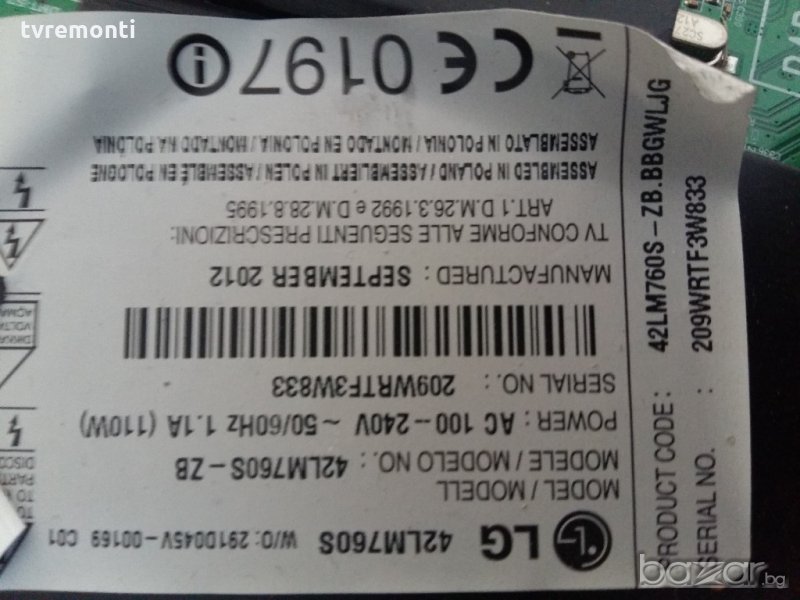 LG 42LM760S W/O: 291D045V-00169 C01
MODEL / MODELL
MODELE / MODELO NO. : 42LM760S-ZB
POWER : AC 100-240V ~ 50/60Hz 1.1A (110W)
SERIAL NO. : 209WRTF3W833
MANUFACTURED : SEPTEMBER 2012
TV CONFORME ALLE SEGUENTI PRESCRIZIONI:
ART.1 D.M.26.3.1992 e D.M.28.8.1995
ASSEMBLED IN POLAND / ASSEMBLIERT IN POLEN / ASSEMBLÉ EN POLOGNE
ASSEMBLATO IN POLONIA / MONTADO EN POLONIA / MONTADO NA POLÓNIA
CE 0197
PRODUCT CODE : 42LM760S-ZB.BBGWLJG
SERIAL NO. : 209WRTF3W833
tvremonti
bazar.bg